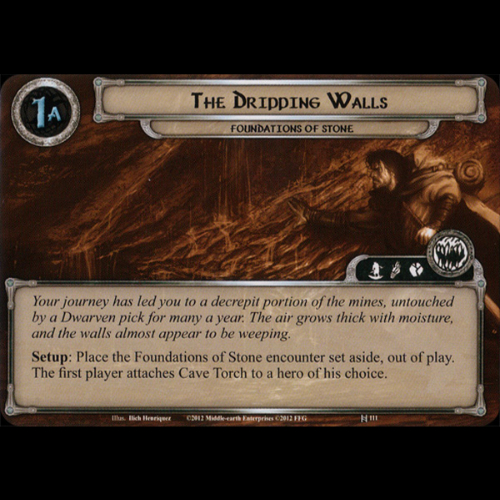 1A
THE DRIPPING WALLS
FOUNDATIONS OF STONE
Your journey has led you to a decrepit portion of the mines, untouched
by a Dwarven pick for many a year. The air grows thick with moisture,
and the walls almost appear to be weeping.
Setup: Place the Foundations of Stone encounter set aside, out of play.
The first player attaches Cave Torch to a hero of his choice.
Illus. Ilich Henriquez ©2012 Middle-earth Enterprises ©2012 FFG 111